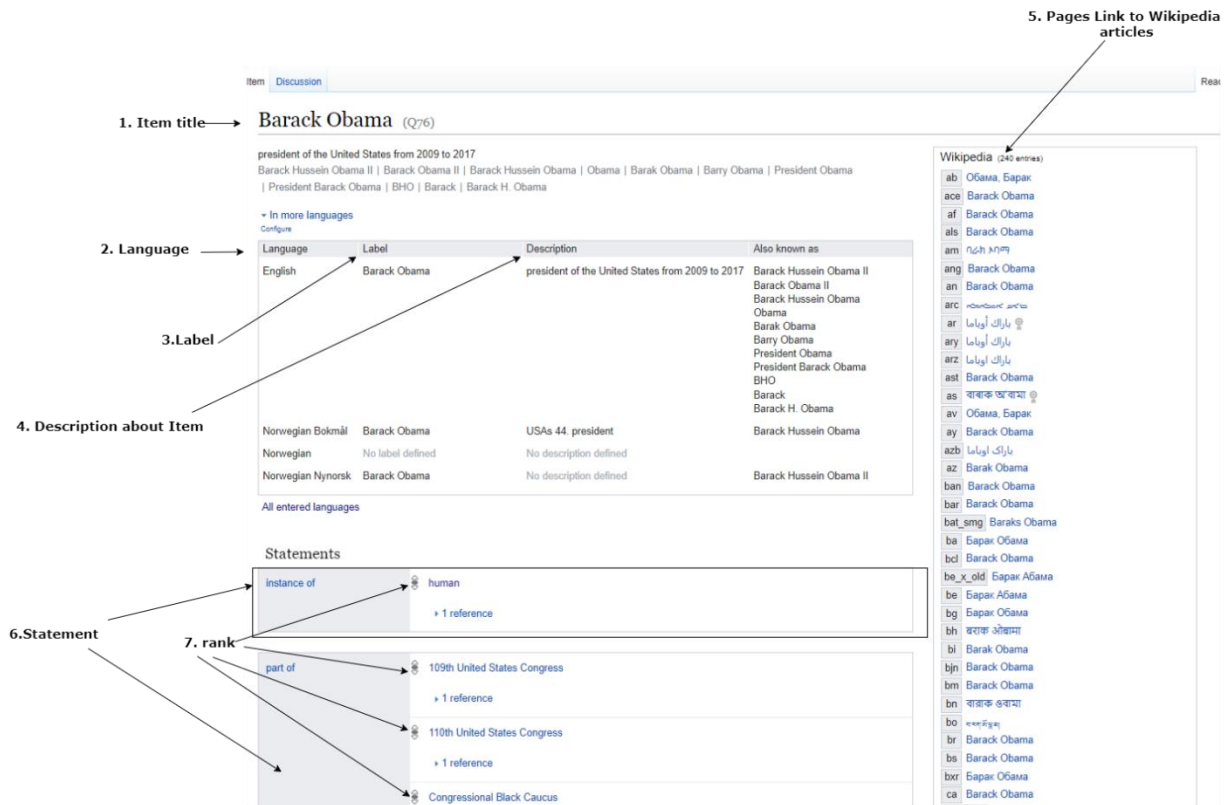 5. Pages Link to Wikipedia
articles
Item Discussion
Read
1. Item title
Barack Obama (Q76)
president of the United States from 2009 to 2017
Barack Hussein Obama II | Barack Obama II | Barack Hussein Obama | Obama | Barak Obama | Barry Obama | President Obama
| President Barack Obama | BHO | Barack | Barack H. Obama
In more languages
Configure
2. Language
Language Label Description Also known as
English Barack Obama president of the United States from 2009 to 2017 Barack Hussein Obama II
Barack Obama II
Barack Hussein Obama
Obama
Barak Obama
Barry Obama
President Obama
President Barack Obama
BHO
Barack
Barack H. Obama
3.Label
4. Description about Item
Norwegian Bokmål Barack Obama USAs 44. president Barack Hussein Obama
Norwegian No label defined No description defined
Norwegian Nynorsk Barack Obama No description defined Barack Hussein Obama II
All entered languages
Statements
instance of human
1 reference
6.Statement
7. rank
part of 109th United States Congress
1 reference
110th United States Congress
1 reference
Congressional Black Caucus
Wikipedia (240 entries)
ab Обама, Барак
ace Barack Obama
af Barack Obama
als Barack Obama
am ባራክ ኦባማ
ang Barack Obama
an Barack Obama
arc
ar باراك أوباما
ary باراك أوباما
arz باراك اوباما
ast Barack Obama
as বাৰাক অ'বামা
av Обама, Барак
ay Barack Obama
azb باراک اوباما
az Barak Obama
ban Barack Obama
bar Barack Obama
bat_smg Baraks Obama
ba Барак Обама
bcl Barack Obama
be_x_old Барак Абама
be Барак Абама
bg Барак Обама
bh बराक ओबामा
bi Barak Obama
bjn Barack Obama
bm Barack Obama
bn বারাক ওবামা
bo
br Barack Obama
bs Barack Obama
bxr Барак Обама
ca Barack Obama